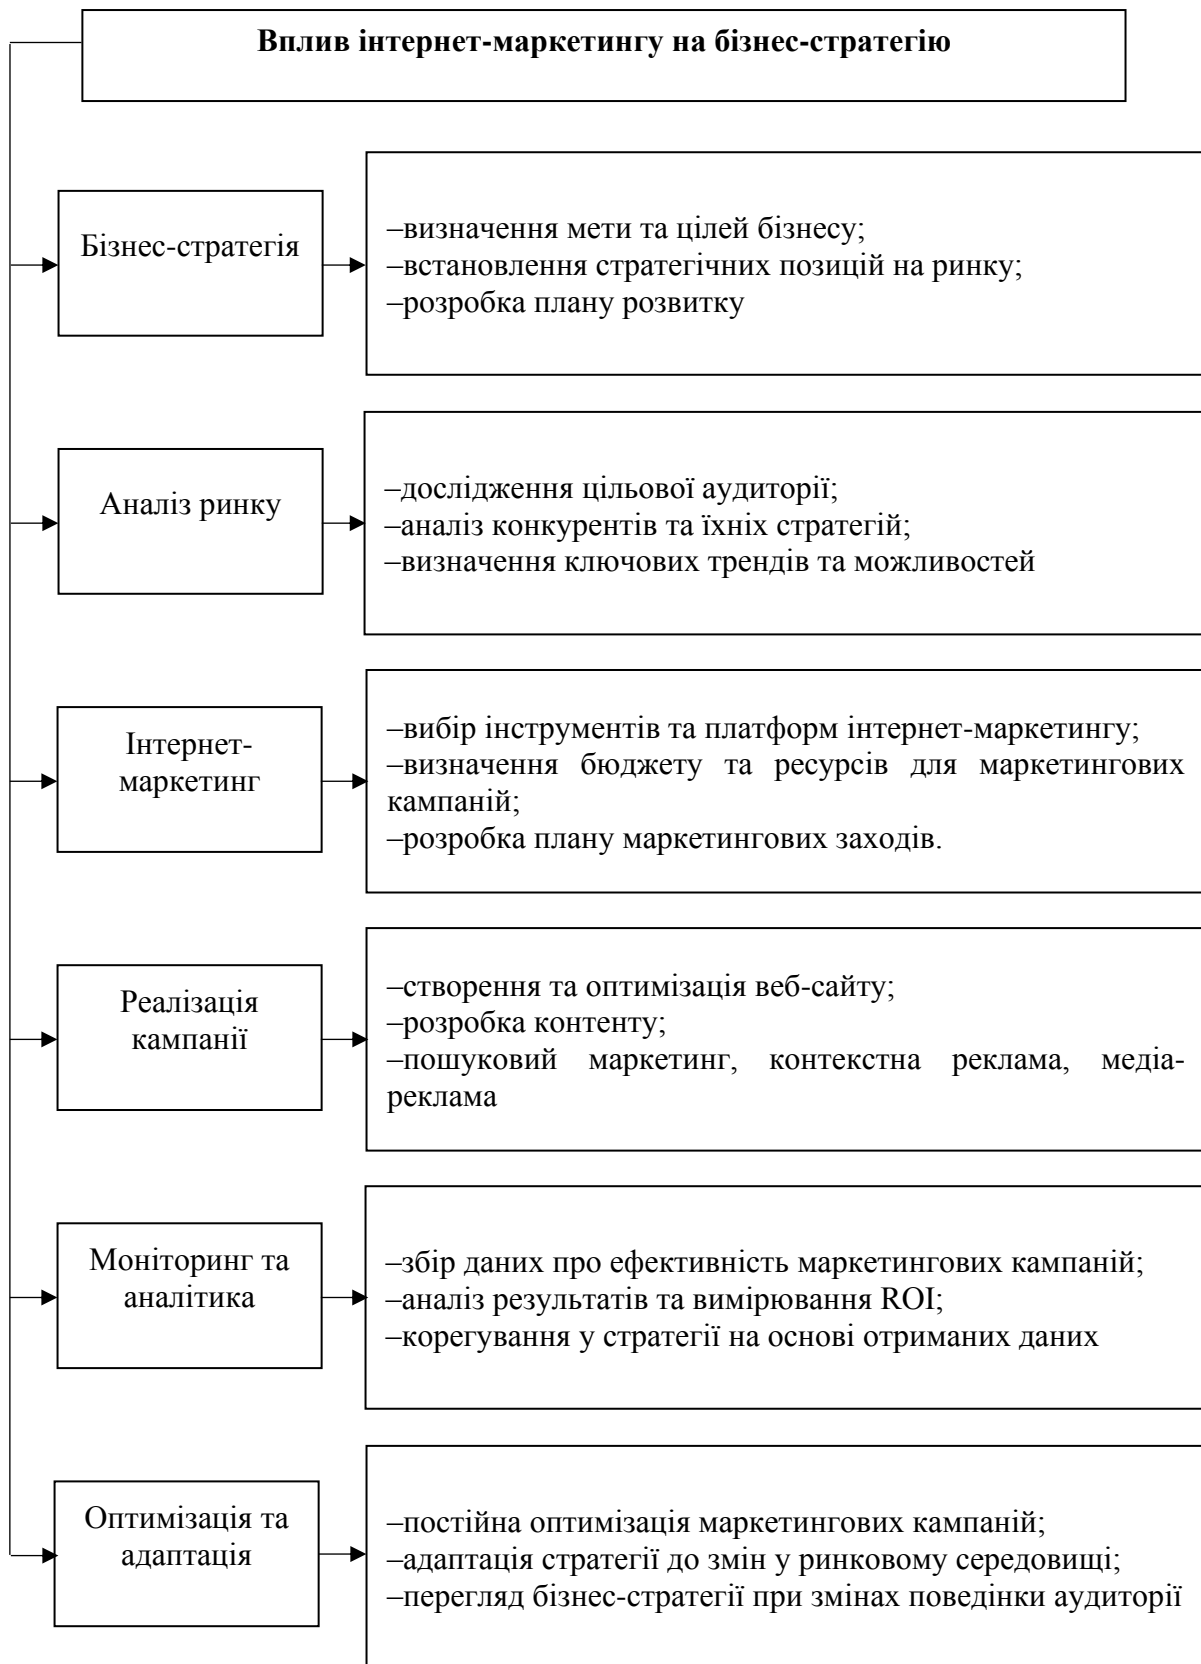 Вплив інтернет-маркетингу на бізнес-стратегію
Бізнес-стратегія
–визначення мети та цілей бізнесу;
–встановлення стратегічних позицій на ринку;
–розробка плану розвитку
Аналіз ринку
–дослідження цільової аудиторії;
–аналіз конкурентів та їхніх стратегій;
–визначення ключових трендів та можливостей
Інтернет-
маркетинг
–вибір інструментів та платформ інтернет-маркетингу;
–визначення бюджету та ресурсів для маркетингових
кампаній;
–розробка плану маркетингових заходів.
Реалізація
кампанії
–створення та оптимізація веб-сайту;
–розробка контенту;
–пошуковий маркетинг, контекстна реклама, медіа-
реклама
Моніторинг та
аналітика
–збір даних про ефективність маркетингових кампаній;
–аналіз результатів та вимірювання ROI;
–корегування у стратегії на основі отриманих даних
Оптимізація та
адаптація
–постійна оптимізація маркетингових кампаній;
–адаптація стратегії до змін у ринковому середовищі;
–перегляд бізнес-стратегії при змінах поведінки аудиторії